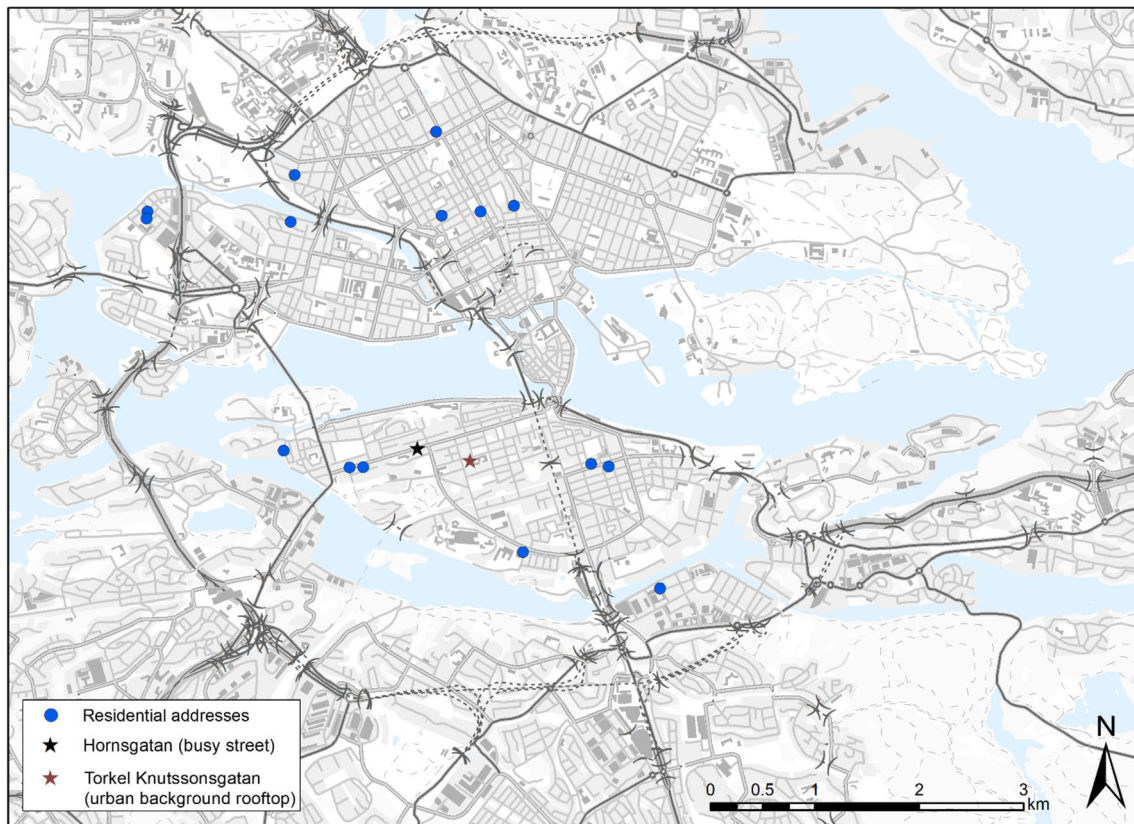 Residential addresses
Hornsgatan (busy street)
Torkel Knutssonsgatan
(urban background rooftop)
N
0 0.5 1 2 3
km